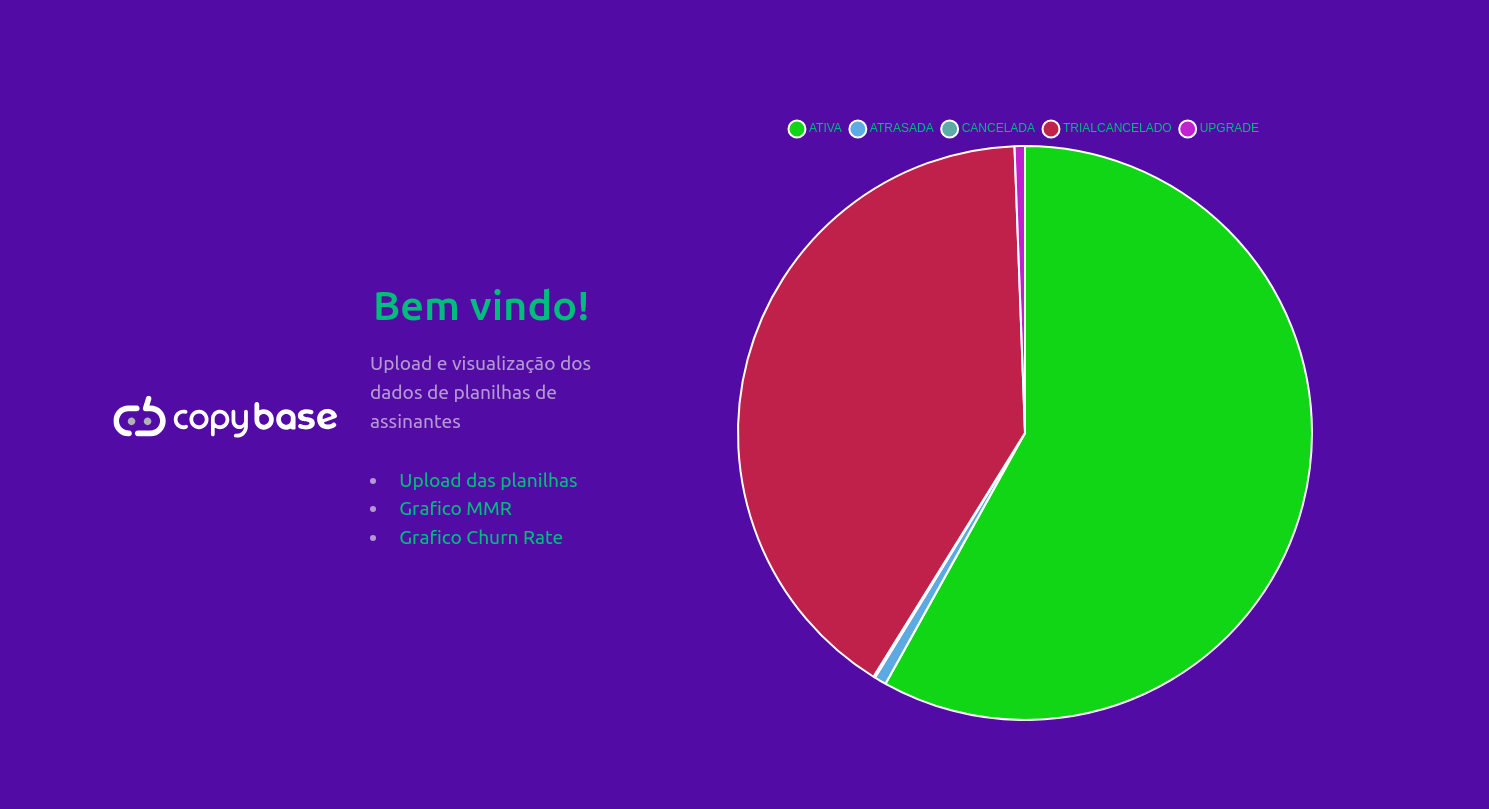 copybase
Bem vindo!
Upload e visualização dos
dados de planilhas de
assinantes
Upload das planilhas
Grafico MMR
Grafico Churn Rate
ATIVA ATRASADA CANCELADA TRIALCANCELADO UPGRADE